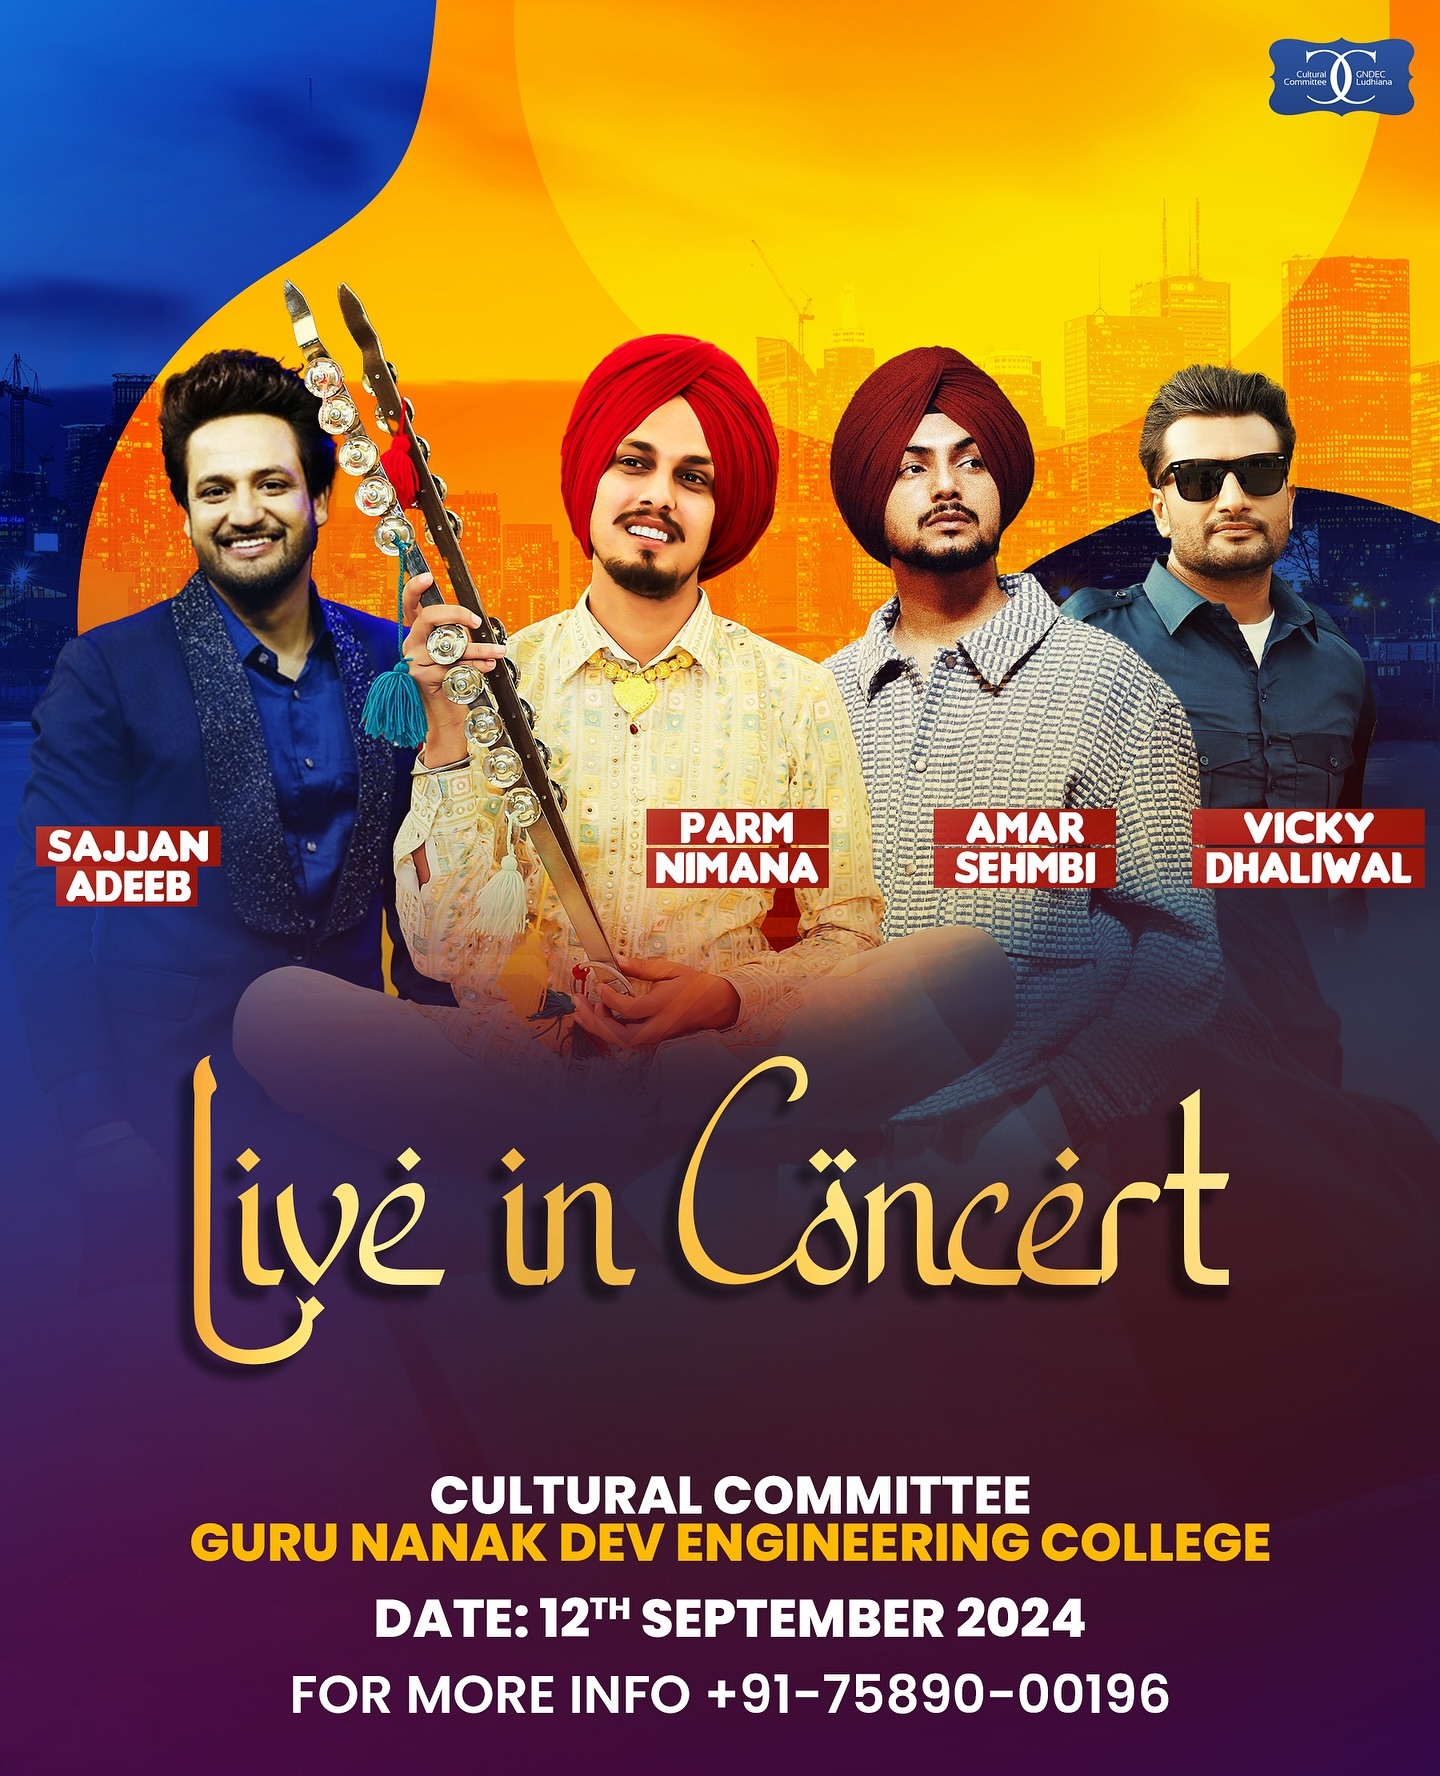 Cultural Committee
GNDEC Ludhiana
SAJJAN
ADEEB
PARM
NIMANA
AMAR
SEHMBI
VICKY
DHALIWAL
Live in Concert
CULTURAL COMMITTEE
GURU NANAK DEV ENGINEERING COLLEGE
DATE: 12TH SEPTEMBER 2024
FOR MORE INFO +91-75890-00196